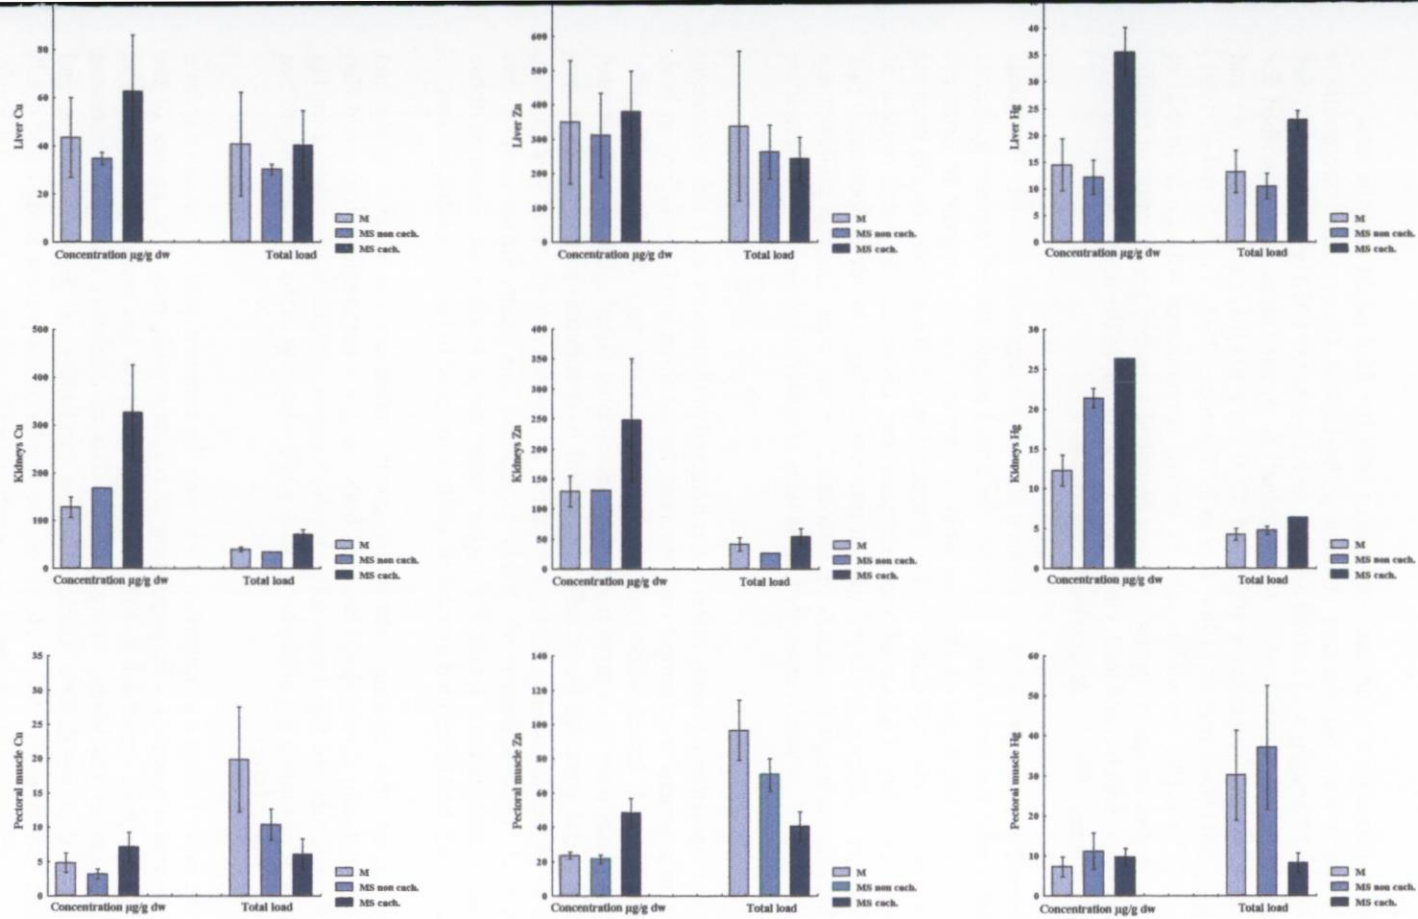 Liver Cu
80
60
40
20
0
Concentration µg/g dw
Total load
M
MS non cach.
MS cach.
Liver Zn
600
500
400
300
200
100
0
Concentration µg/g dw
Total load
M
MS non cach.
MS cach.
Liver Hg
40
35
30
25
20
15
10
5
0
Concentration µg/g dw
Total load
M
MS non cach.
MS cach.
Kidneys Cu
500
400
300
200
100
0
Concentration µg/g dw
Total load
M
MS non cach.
MS cach.
Kidneys Zn
400
350
300
250
200
150
100
50
0
Concentration µg/g dw
Total load
M
MS non cach.
MS cach.
Kidneys Hg
30
25
20
15
10
5
0
Concentration µg/g dw
Total load
M
MS non cach.
MS cach.
Pectoral muscle Cu
35
30
25
20
15
10
5
0
Concentration µg/g dw
Total load
M
MS non cach.
MS cach.
Pectoral muscle Zn
140
120
100
80
60
40
20
0
Concentration µg/g dw
Total load
M
MS non cach.
MS cach.
Pectoral muscle Hg
60
50
40
30
20
10
0
Concentration µg/g dw
Total load
M
MS non cach.
MS cach.